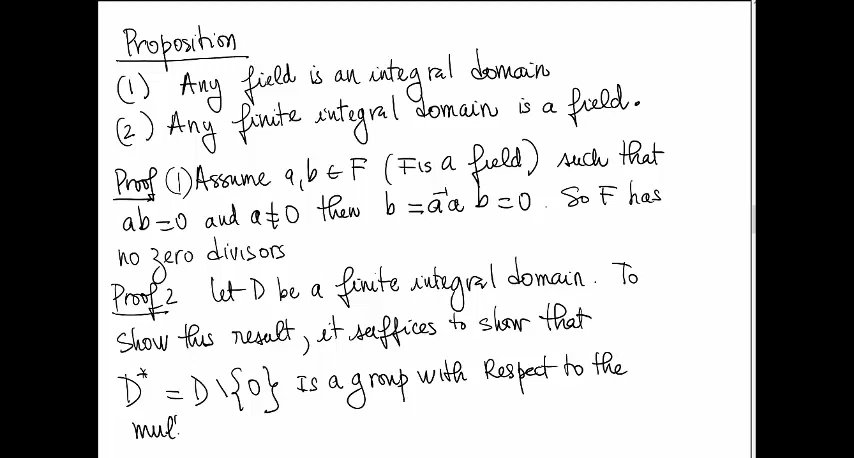 Proposition
(1) Any field is an integral domain
(2) Any finite integral domain is a field.
Proof (1) Assume a, b ∈ F (F is a field) such that
ab = 0 and a ≠ 0 then b = a⁻¹a b = 0. So F has
no zero divisors
Proof 2 Let D be a finite integral domain. To
show this result, it suffices to show that
D* = D \ {0} Is a group with Respect to the
mul